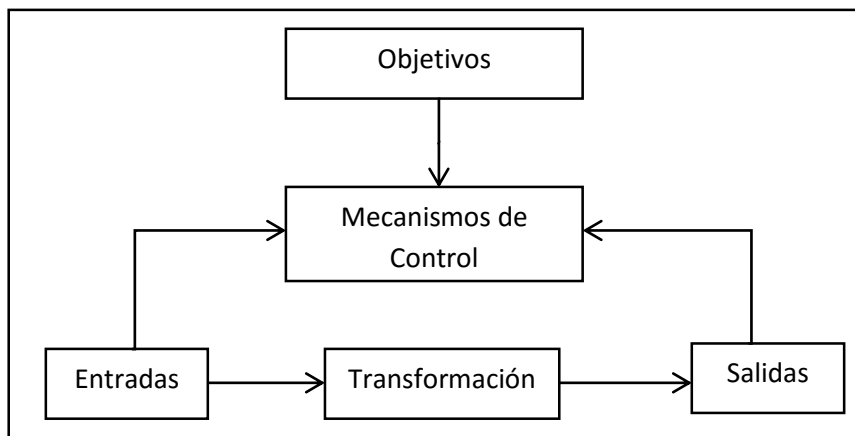 Objetivos
Mecanismos de
Control
Entradas
Transformación
Salidas